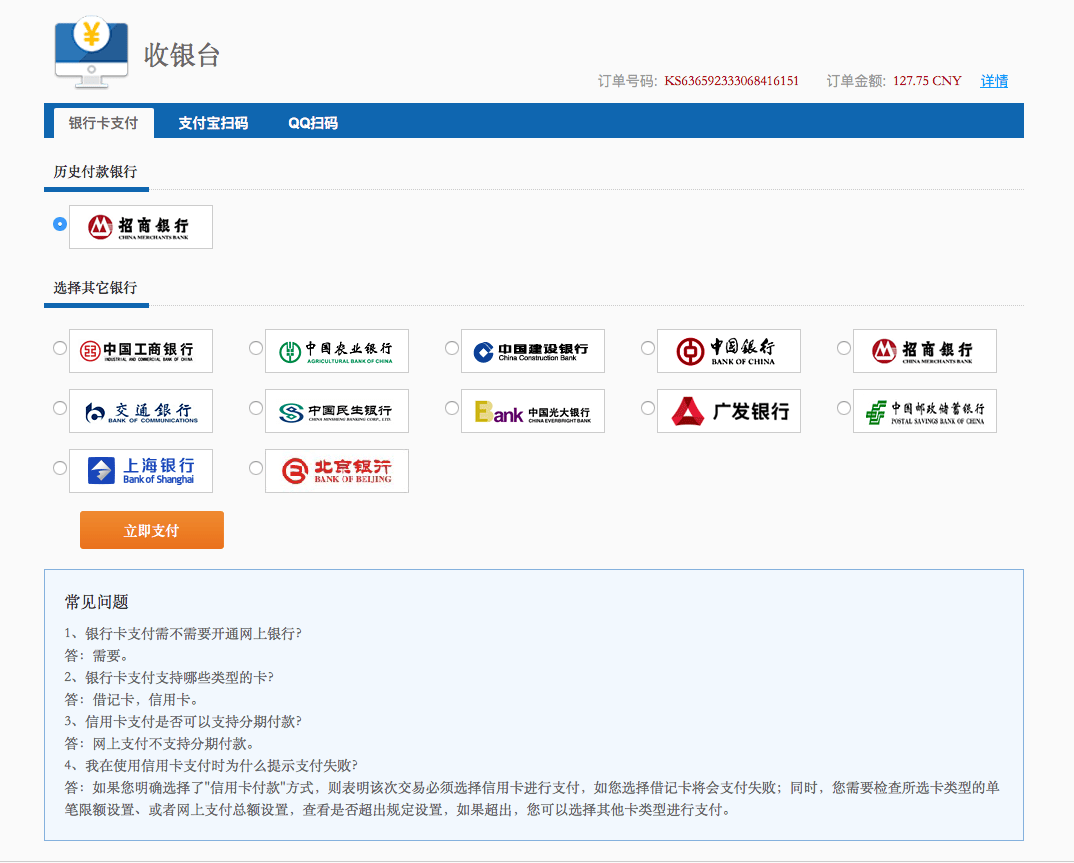 ¥
收银台
订单号码: KS636592333068416151 订单金额: 127.75 CNY 详情
银行卡支付 支付宝扫码 QQ扫码
历史付款银行
招商银行
CHINA MERCHANTS BANK
选择其它银行
中国工商银行 中国农业银行 中国建设银行 中国銀行 招商银行
INDUSTRIAL AND COMMERCIAL BANK OF CHINA AGRICULTURAL BANK OF CHINA China Construction Bank BANK OF CHINA CHINA MERCHANTS BANK
交通銀行 中国民生银行 Bank 中国光大银行 广发银行 中国邮政储蓄银行
BANK OF COMMUNICATIONS CHINA MINSHENG BANKING CORP., LTD. CHINA EVERBRIGHT BANK POSTAL SAVINGS BANK OF CHINA
上海银行 北京银行
Bank of Shanghai BANK OF BEIJING
立即支付
常见问题
1、银行卡支付需不需要开通网上银行?
答：需要。
2、银行卡支付支持哪些类型的卡?
答：借记卡，信用卡。
3、信用卡支付是否可以支持分期付款?
答：网上支付不支持分期付款。
4、我在使用信用卡支付时为什么提示支付失败?
答：如果您明确选择了"信用卡付款"方式，则表明该次交易必须选择信用卡进行支付，如您选择借记卡将会支付失败；同时，您需要检查所选卡类型的单
笔限额设置、或者网上支付总额设置，查看是否超出规定设置，如果超出，您可以选择其他卡类型进行支付。